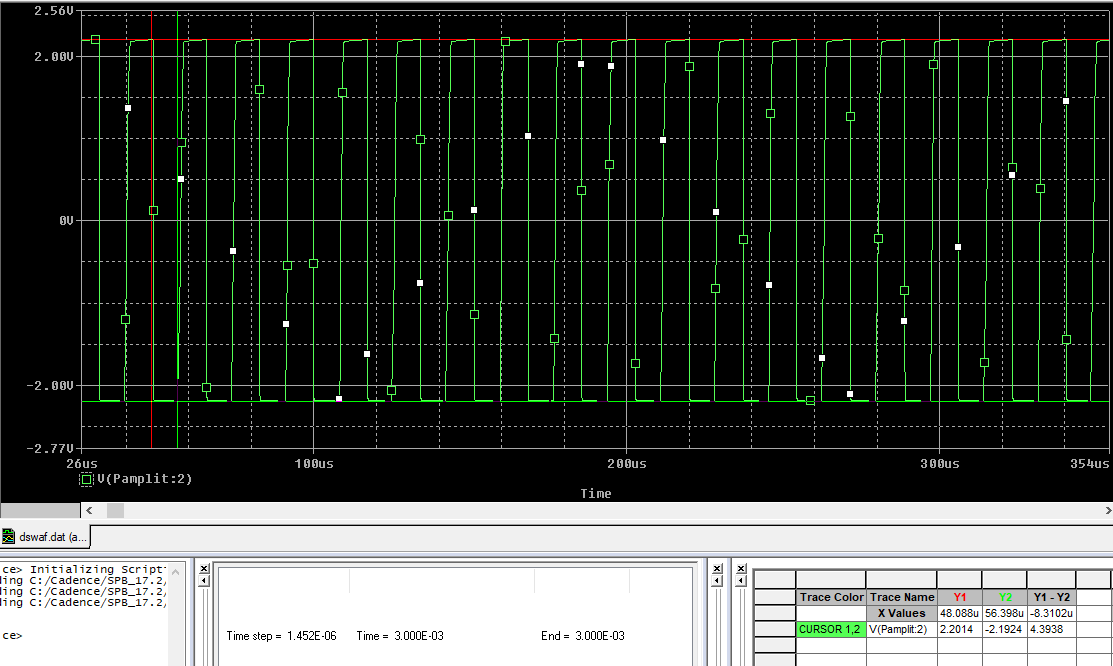 2.56V
2.00V
0V
-2.00V
-2.77V
26us 100us 200us 300us 354us
V(Pamplit:2)
Time
dswaf.dat (a...
ce> Initializing Script
ding C:/Cadence/SPB_17.2,
ding C:/Cadence/SPB_17.2,
ding C:/Cadence/SPB_17.2,
ce>
Time step = 1.452E-06 Time = 3.000E-03 End = 3.000E-03
Trace Color Trace Name Y1 Y2 Y1 - Y2
X Values 48.088u 56.398u -8.3102u
CURSOR 1,2 V(Pamplit:2) 2.2014 -2.1924 4.3938